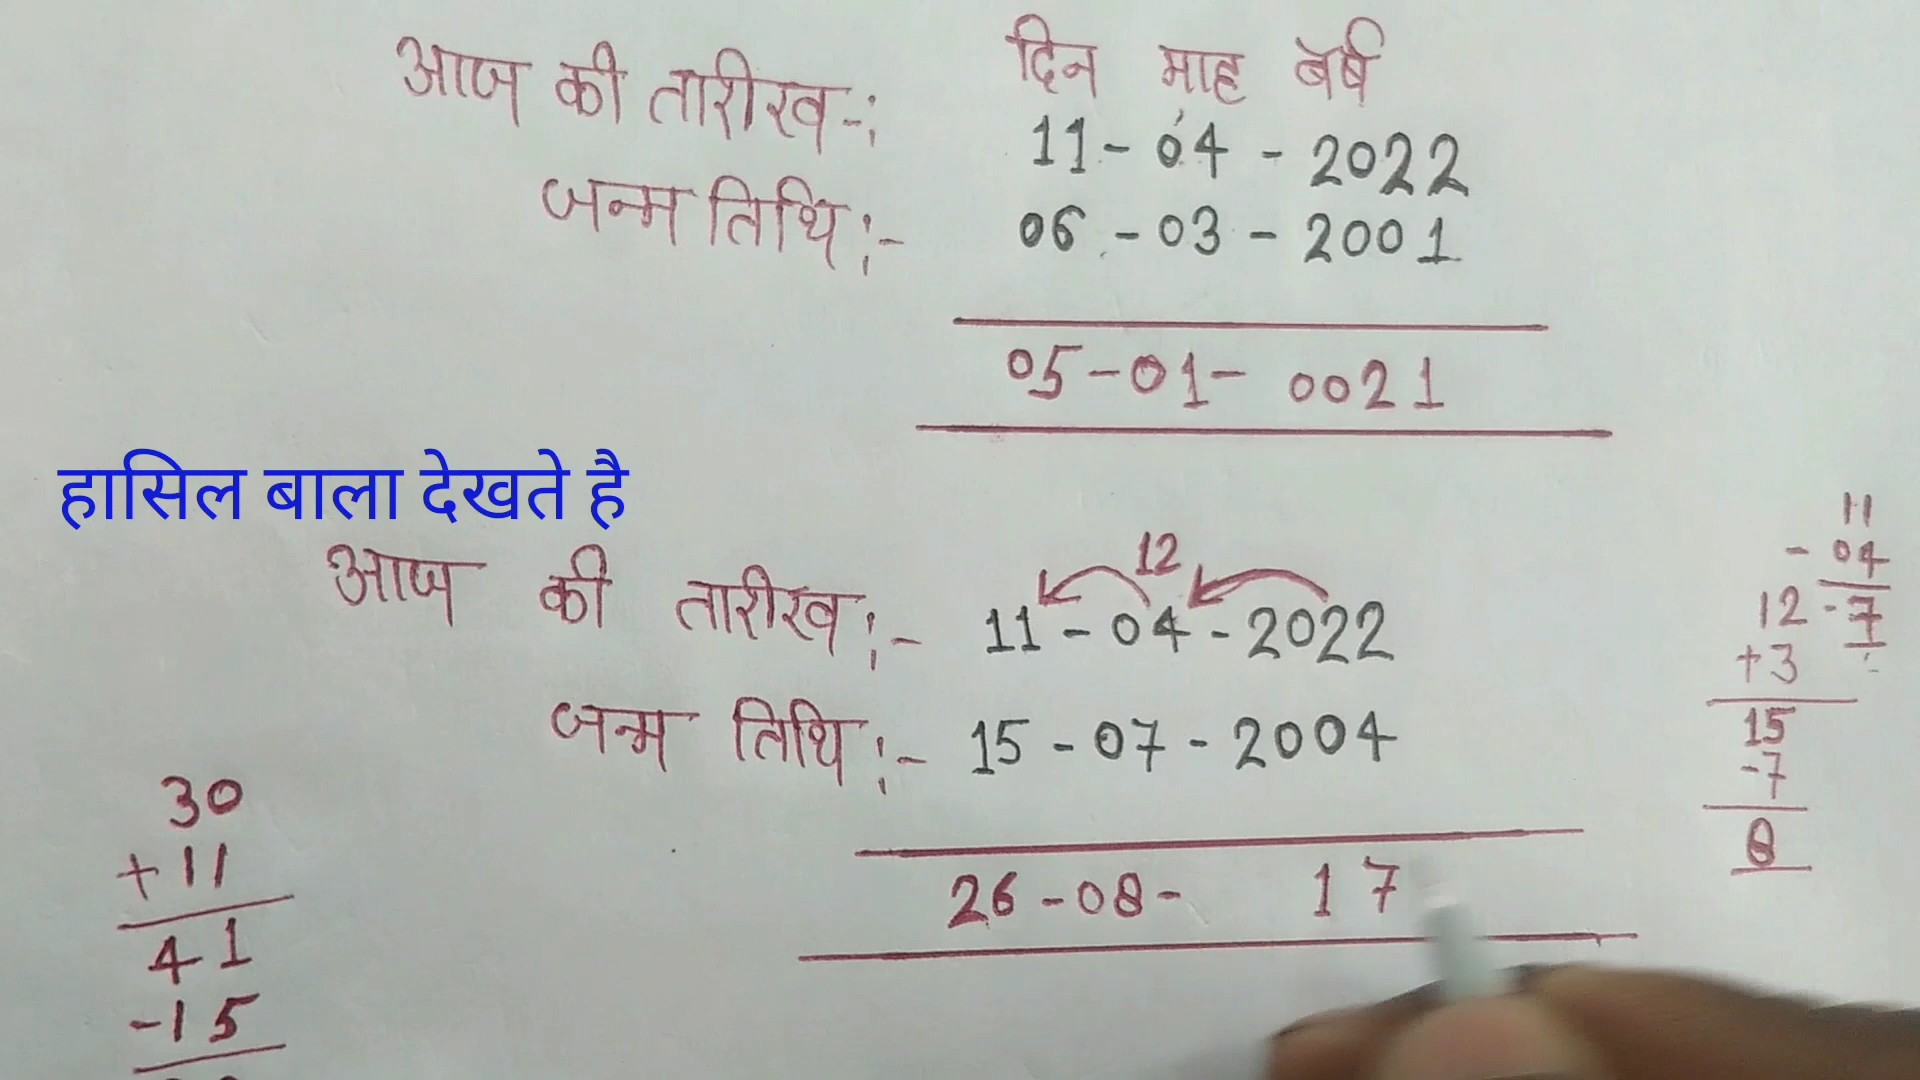 दिन माह बर्ष
आज की तारीख-: 11 - 04 - 2022
जन्म तिथि :- 06 - 03 - 2001
05 - 01 - 0021
हासिल बाला देखते है
12
आज की तारीख :- 11 - 04 - 2022
जन्म तिथि :- 15 - 07 - 2004
26 - 08 - 17
30
+ 11
41
- 15
11
- 04
7
12
+3
15
-7
8